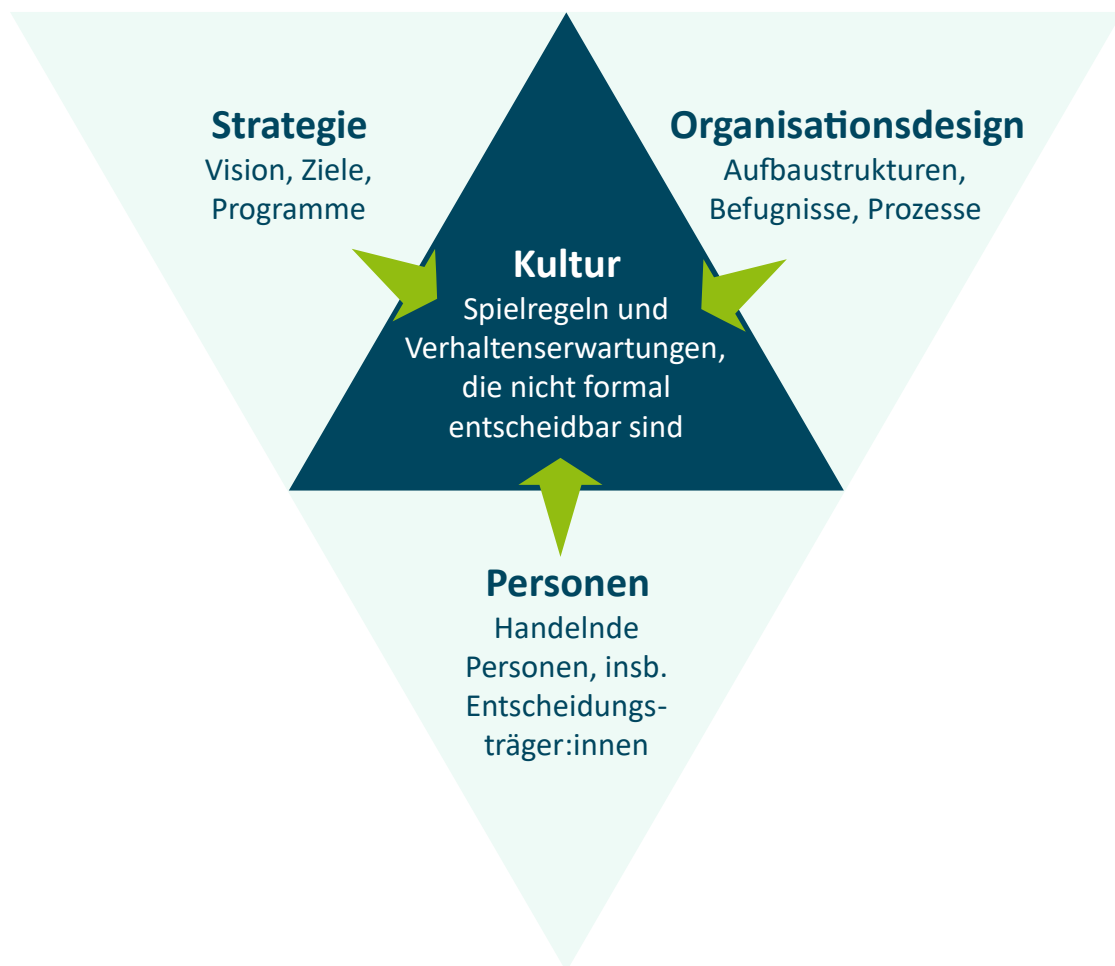 Strategie
Vision, Ziele,
Programme
Organisationsdesign
Aufbaustrukturen,
Befugnisse, Prozesse
Kultur
Spielregeln und
Verhaltenserwartungen,
die nicht formal
entscheidbar sind
Personen
Handelnde
Personen, insb.
Entscheidungs-
träger:innen